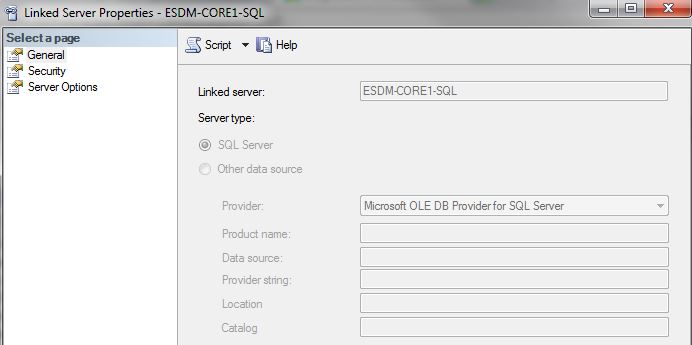 Linked Server Properties - ESDM-CORE1-SQL
Select a page
General
Security
Server Options
Script
Help
Linked server: ESDM-CORE1-SQL
Server type:
SQL Server
Other data source
Provider: Microsoft OLE DB Provider for SQL Server
Product name:
Data source:
Provider string:
Location
Catalog